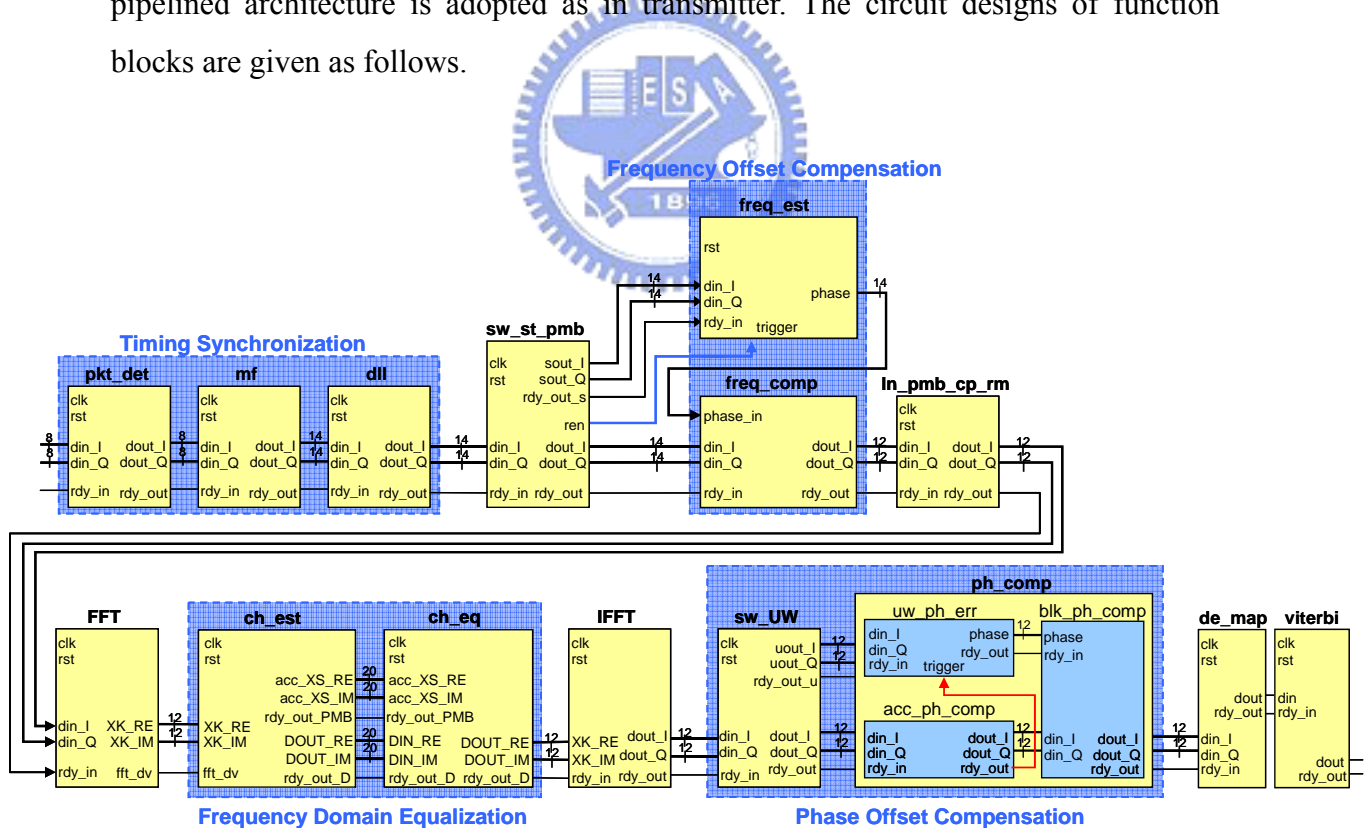 pipelined architecture is adopted as in transmitter. The circuit designs of function
blocks are given as follows.
E S A
1896
Frequency Offset Compensation
freq_est
rst
din_I
din_Q
rdy_in
trigger
phase
14
14
14
Timing Synchronization
pkt_det
clk
rst
8
8
din_I
din_Q
rdy_in
dout_I
dout_Q
rdy_out
mf
clk
rst
8
8
din_I
din_Q
rdy_in
dout_I
dout_Q
rdy_out
dll
clk
rst
14
14
din_I
din_Q
rdy_in
dout_I
dout_Q
rdy_out
sw_st_pmb
clk
rst
sout_I
sout_Q
rdy_out_s
ren
14
14
din_I
din_Q
rdy_in
dout_I
dout_Q
rdy_out
freq_comp
phase_in
14
14
din_I
din_Q
rdy_in
dout_I
dout_Q
rdy_out
ln_pmb_cp_rm
clk
rst
12
12
din_I
din_Q
rdy_in
dout_I
dout_Q
rdy_out
12
12
FFT
clk
rst
din_I
din_Q
rdy_in
XK_RE
XK_IM
fft_dv
12
12
ch_est
clk
rst
XK_RE
XK_IM
fft_dv
acc_XS_RE
acc_XS_IM
rdy_out_PMB
DOUT_RE
DOUT_IM
rdy_out_D
20
20
20
20
ch_eq
clk
rst
acc_XS_RE
acc_XS_IM
rdy_out_PMB
DIN_RE
DIN_IM
rdy_out_D
DOUT_RE
DOUT_IM
rdy_out_D
12
12
Frequency Domain Equalization
IFFT
clk
rst
XK_RE
XK_IM
rdy_in
dout_I
dout_Q
rdy_out
12
12
sw_UW
clk
rst
uout_I
uout_Q
rdy_out_u
din_I
din_Q
rdy_in
dout_I
dout_Q
rdy_out
12
12
12
12
ph_comp
uw_ph_err
din_I
din_Q
rdy_in
phase
rdy_out
trigger
12
acc_ph_comp
din_I
din_Q
rdy_in
dout_I
dout_Q
rdy_out
12
12
blk_ph_comp
phase
rdy_in
din_I
din_Q
dout_I
dout_Q
rdy_out
12
12
Phase Offset Compensation
de_map
clk
rst
din_I
din_Q
rdy_in
dout
rdy_out
viterbi
clk
rst
din
rdy_in
dout
rdy_out